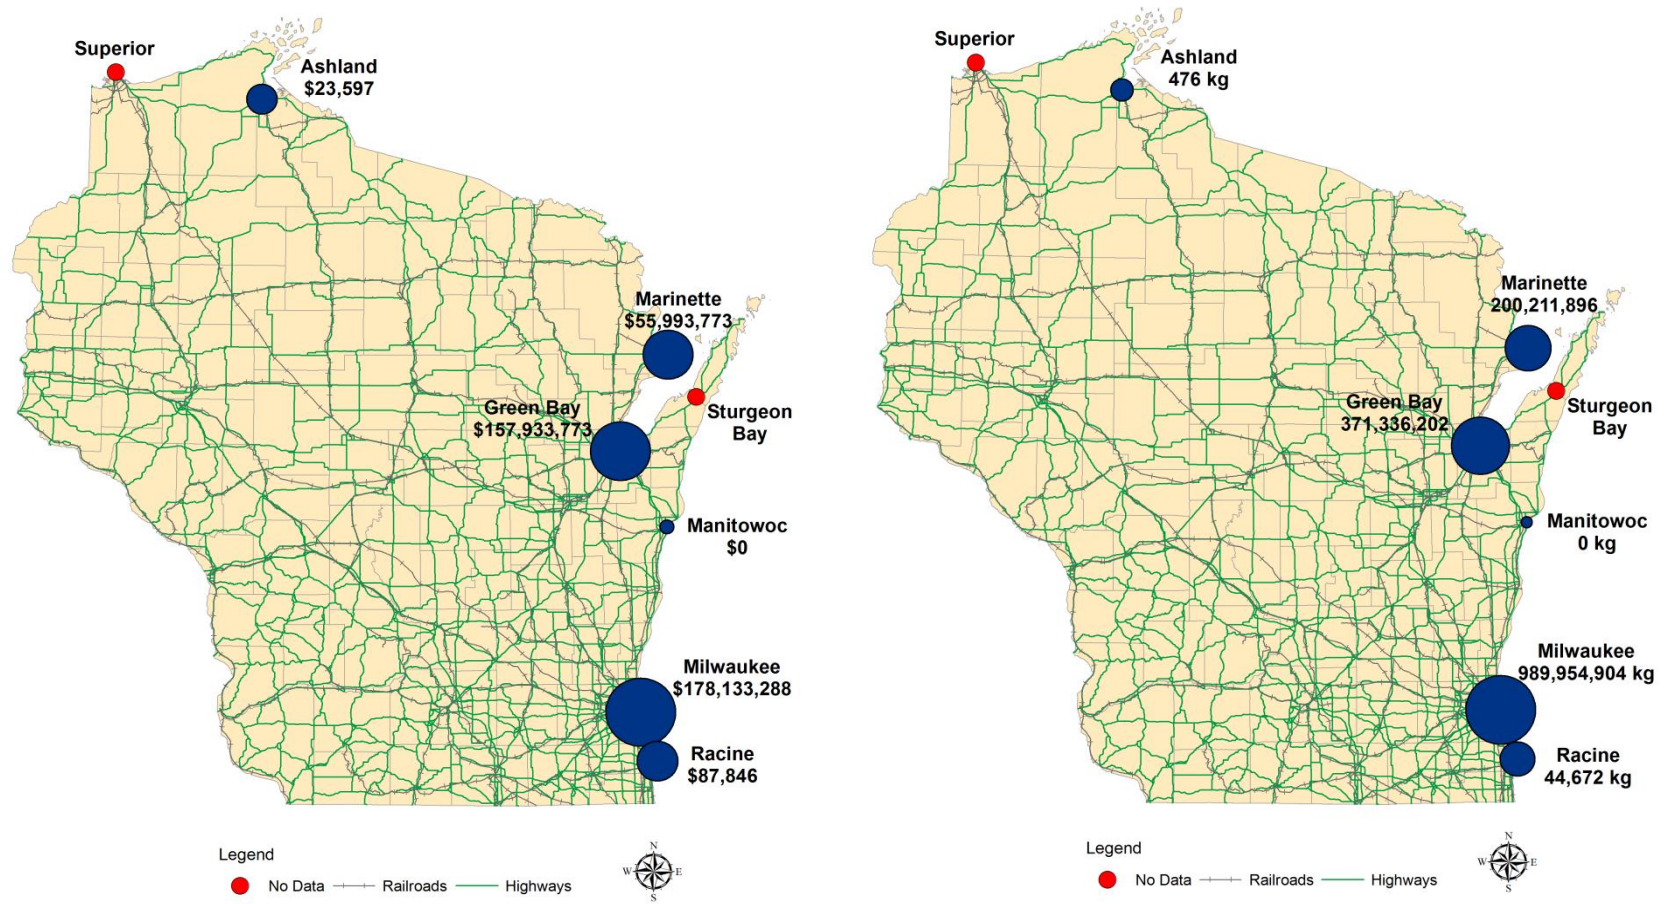 Superior
Ashland
$23,597
Marinette
$55,993,773
Green Bay
$157,933,773
Sturgeon
Bay
Manitowoc
$0
Milwaukee
$178,133,288
Racine
$87,846
Legend
No Data
Railroads
Highways
N
W
E
S
Superior
Ashland
476 kg
Marinette
200,211,896
Green Bay
371,336,202
Sturgeon
Bay
Manitowoc
0 kg
Milwaukee
989,954,904 kg
Racine
44,672 kg
Legend
No Data
Railroads
Highways
N
W
E
S